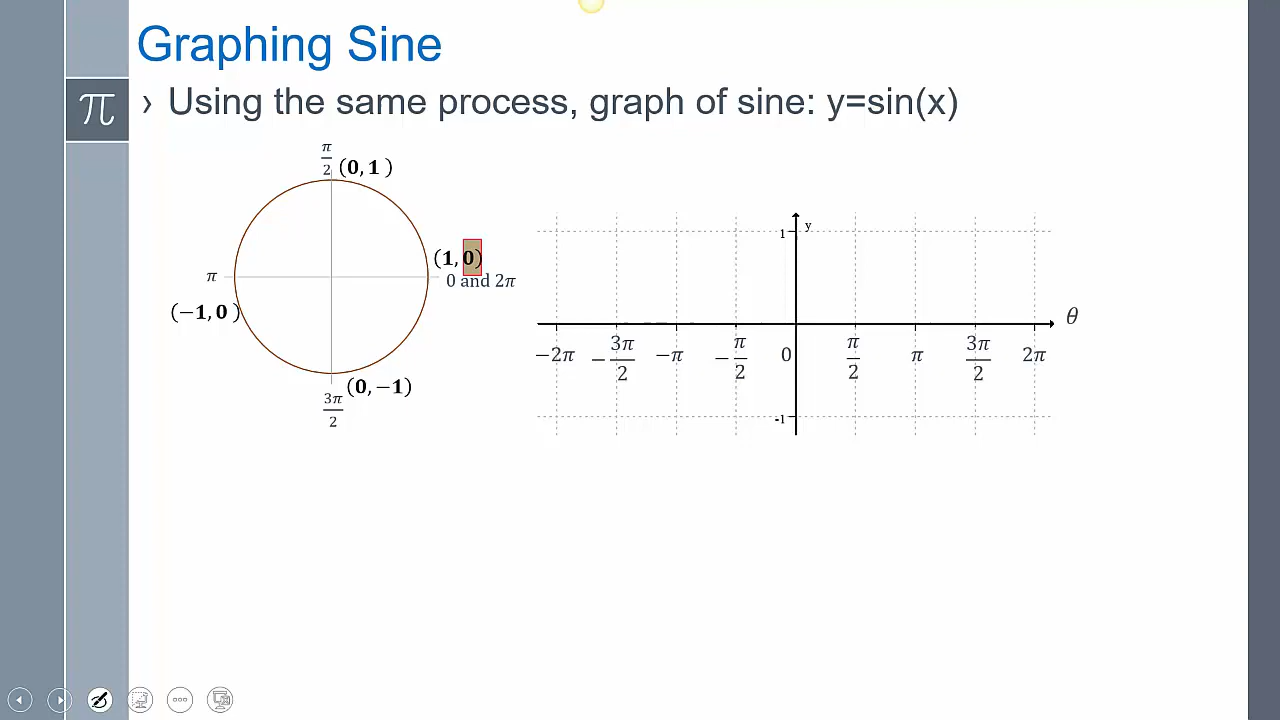 Graphing Sine
π
› Using the same process, graph of sine: y=sin(x)
π/2 (0, 1 )
(1, 0)
0 and 2π
π
(−1, 0 )
(0, −1)
3π/2
y
1
θ
−2π −3π/2 −π −π/2 0 π/2 π 3π/2 2π
-1